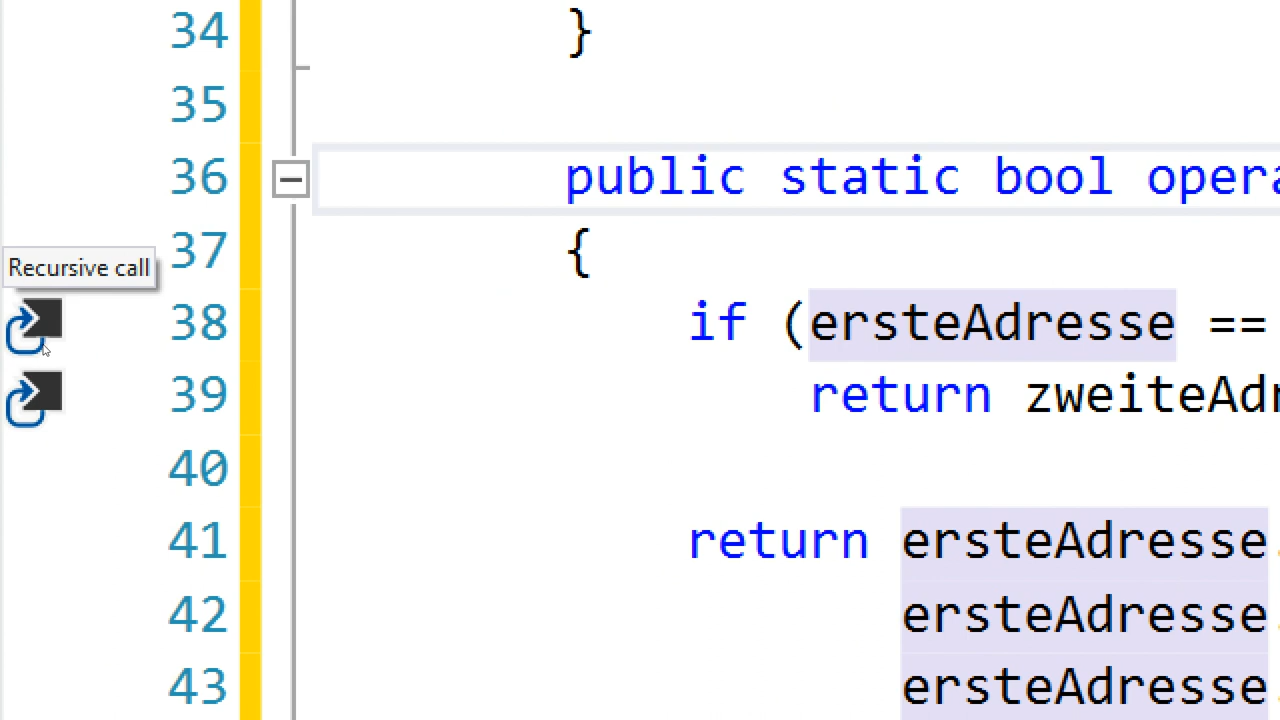 34 }
35
36 public static bool opera
37 {
Recursive call
38 if (ersteAdresse ==
39 return zweiteAdr
40
41 return ersteAdresse.
42 ersteAdresse.
43 ersteAdresse.